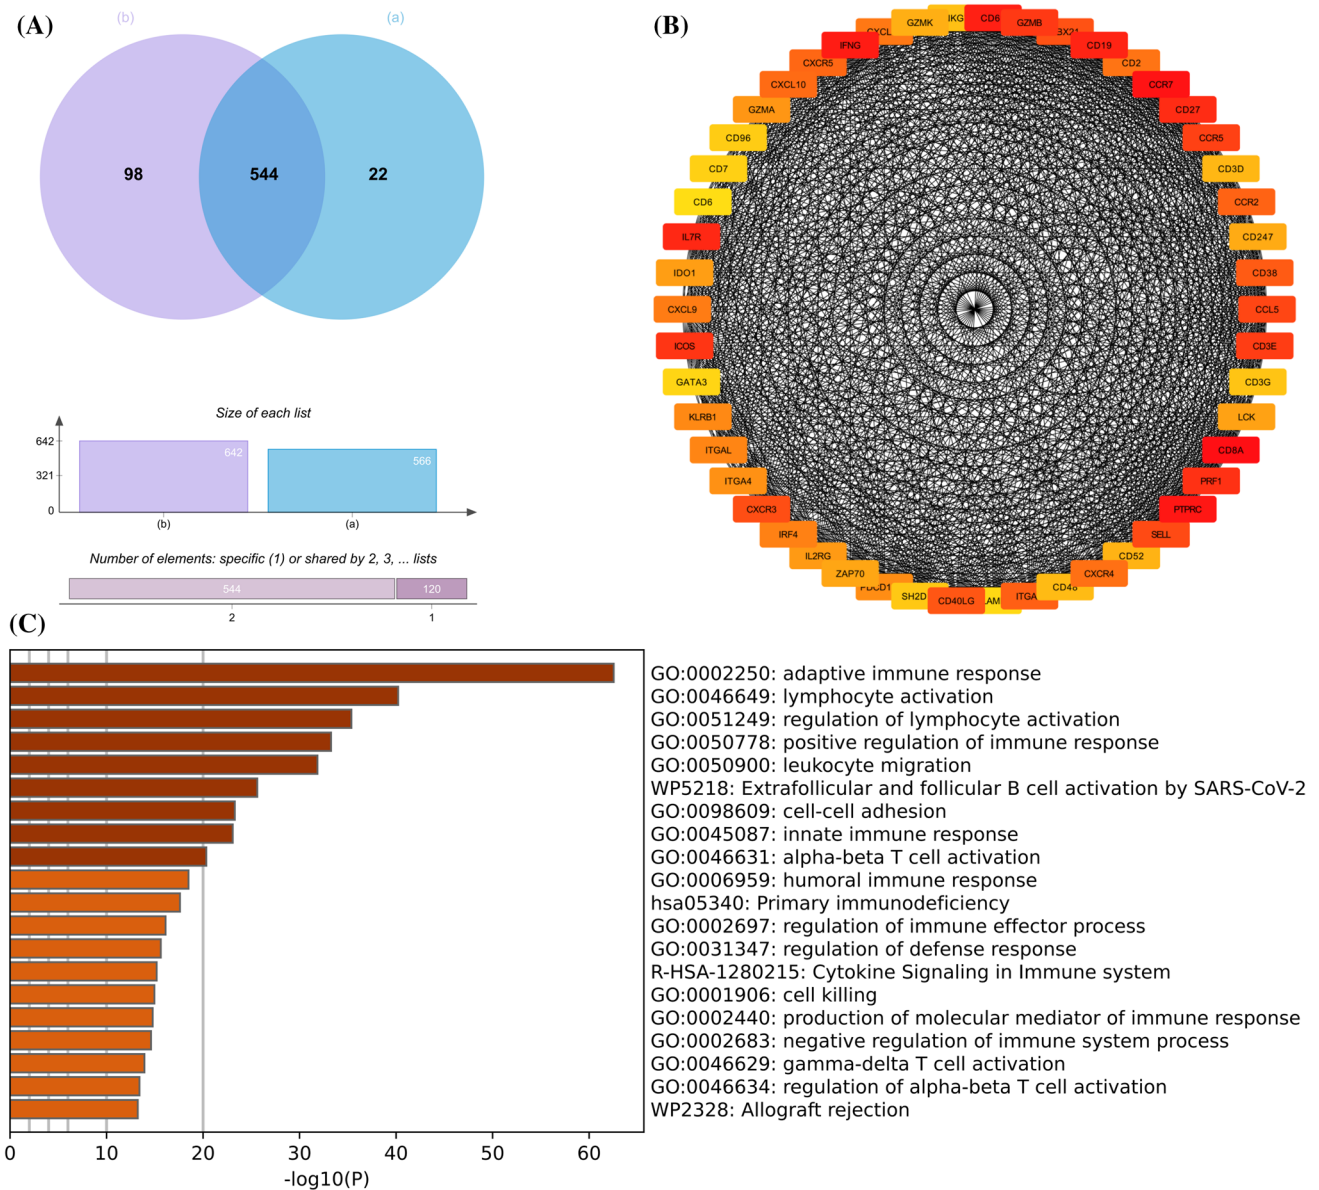 (A)
(b)
(a)
98
544
22
Size of each list
642
321
0
642
566
(b)
(a)
Number of elements: specific (1) or shared by 2, 3, ... lists
544
120
2
1
(B)
CD6
GZMB
BX21
CD19
CD2
CCR7
CD27
CCR5
CD3D
CCR2
CD247
CD38
CCL5
CD3E
CD3G
LCK
CD8A
PRF1
PTPRC
SELL
CD52
CXCR4
CD48
ITGA
AM
CD40LG
SH2D
PDCD1
ZAP70
IL2RG
IRF4
CXCR3
ITGA4
ITGAL
KLRB1
GATA3
ICOS
CXCL9
IDO1
IL7R
CD6
CD7
CD96
GZMA
CXCL10
CXCR5
IFNG
CXCL
GZMK
IKG
(C)
GO:0002250: adaptive immune response
GO:0046649: lymphocyte activation
GO:0051249: regulation of lymphocyte activation
GO:0050778: positive regulation of immune response
GO:0050900: leukocyte migration
WP5218: Extrafollicular and follicular B cell activation by SARS-CoV-2
GO:0098609: cell-cell adhesion
GO:0045087: innate immune response
GO:0046631: alpha-beta T cell activation
GO:0006959: humoral immune response
hsa05340: Primary immunodeficiency
GO:0002697: regulation of immune effector process
GO:0031347: regulation of defense response
R-HSA-1280215: Cytokine Signaling in Immune system
GO:0001906: cell killing
GO:0002440: production of molecular mediator of immune response
GO:0002683: negative regulation of immune system process
GO:0046629: gamma-delta T cell activation
GO:0046634: regulation of alpha-beta T cell activation
WP2328: Allograft rejection
0 10 20 30 40 50 60
-log10(P)